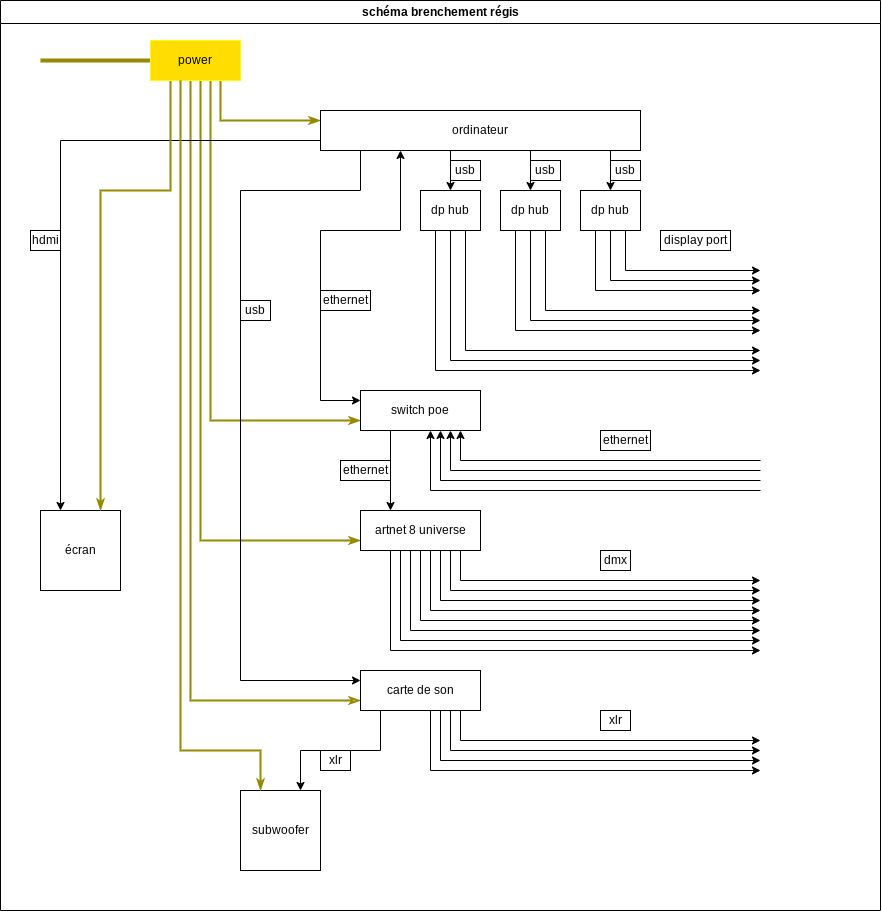 schéma brenchement régis
power
ordinateur
usb
usb
usb
dp hub
dp hub
dp hub
hdmi
display port
ethernet
usb
switch poe
ethernet
ethernet
artnet 8 universe
écran
dmx
carte de son
xlr
xlr
subwoofer